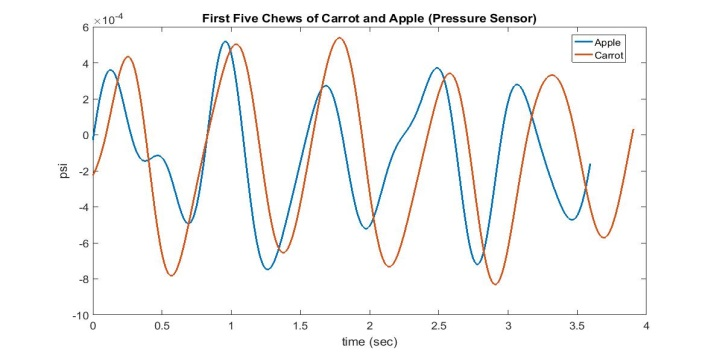 First Five Chews of Carrot and Apple (Pressure Sensor)
×10⁻⁴
Apple
Carrot
6
4
2
0
-2
-4
-6
-8
-10
psi
0 0.5 1 1.5 2 2.5 3 3.5 4
time (sec)